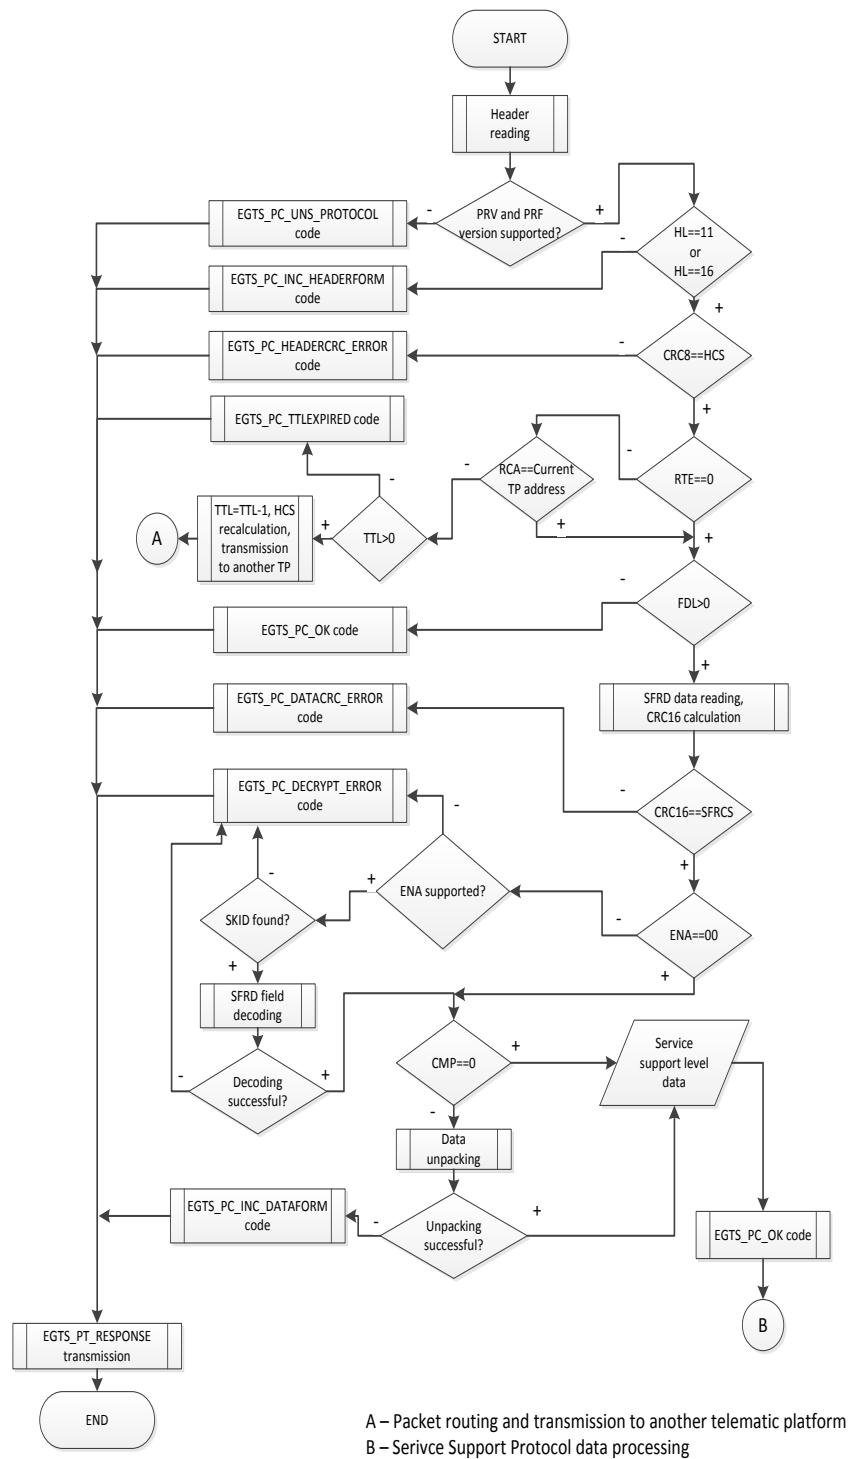 START
Header
reading
PRV and PRF
version supported?
-
+
EGTS_PC_UNS_PROTOCOL
code
HL==11
or
HL==16
-
+
EGTS_PC_INC_HEADERFORM
code
CRC8==HCS
-
+
EGTS_PC_HEADERCRC_ERROR
code
EGTS_PC_TTLEXPIRED code
RTE==0
-
+
RCA==Current
TP address
-
+
TTL>0
-
+
TTL=TTL-1, HCS
recalculation,
transmission
to another TP
A
FDL>0
-
+
EGTS_PC_OK code
SFRD data reading,
CRC16 calculation
EGTS_PC_DATACRC_ERROR
code
CRC16==SFRCS
-
+
EGTS_PC_DECRYPT_ERROR
code
ENA==00
-
+
ENA supported?
-
+
SKID found?
-
+
SFRD field
decoding
Decoding
successful?
-
+
CMP==0
+
-
Service
support level
data
Data
unpacking
Unpacking
successful?
-
+
EGTS_PC_INC_DATAFORM
code
EGTS_PC_OK code
B
EGTS_PT_RESPONSE
transmission
END
A – Packet routing and transmission to another telematic platform
B – Serivce Support Protocol data processing